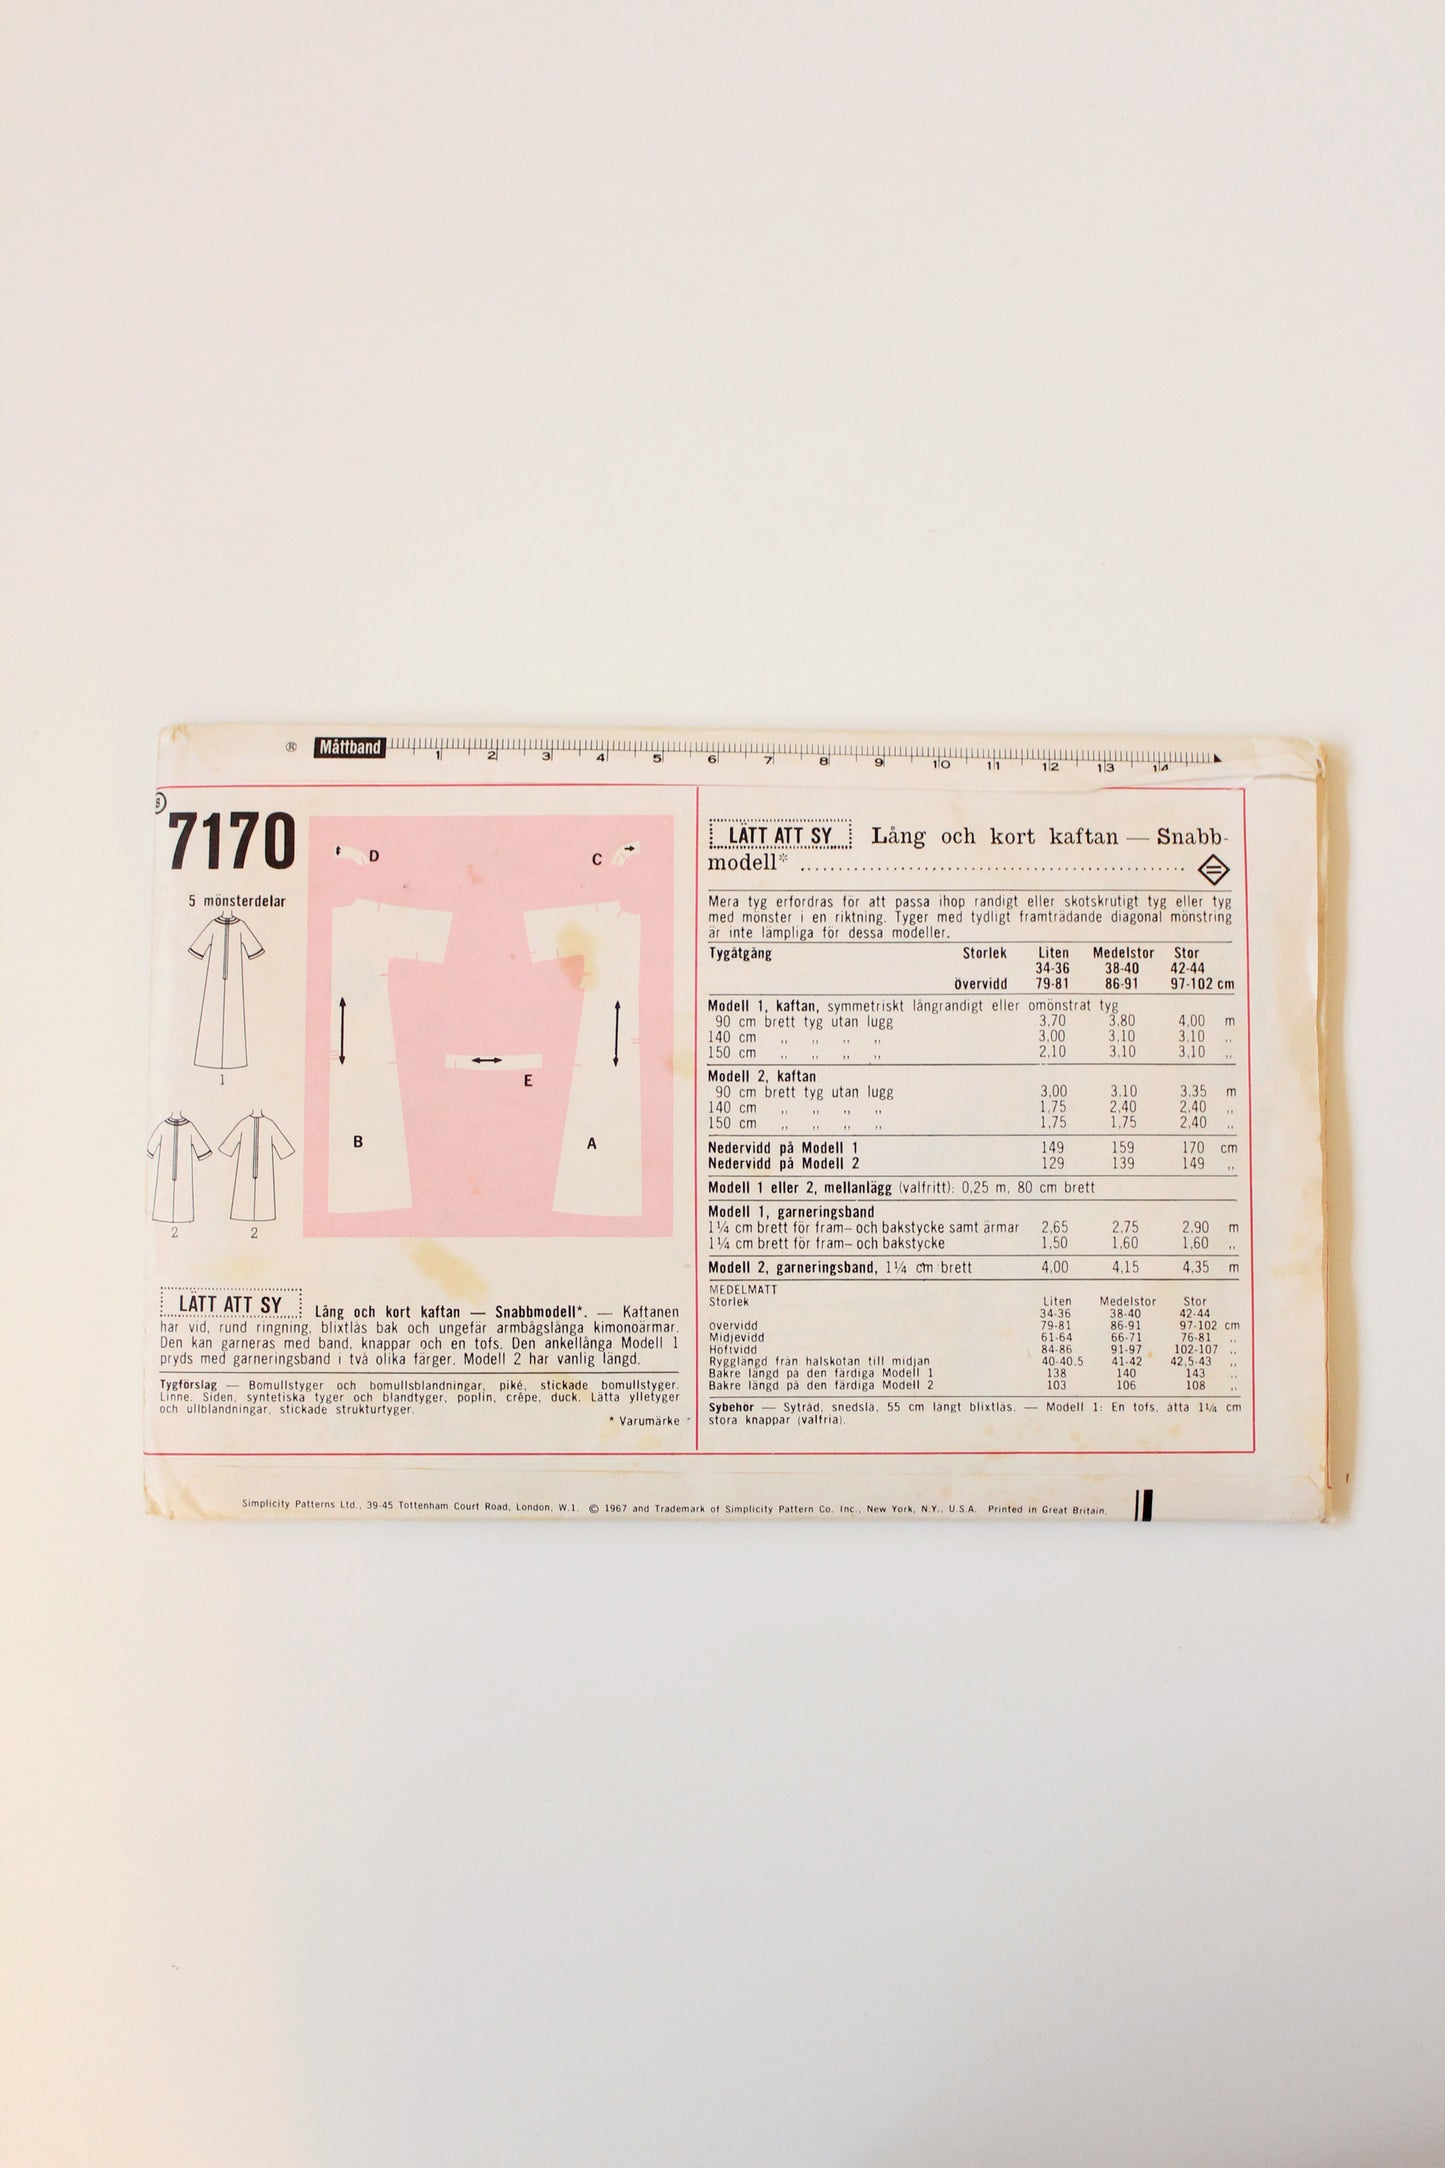 ® Måttband 1 2 3 4 5 6 7 8 9 10 11 12 13 14
7170
5 mönsterdelar
1
2 2
D C
E
B A
LÄTT ATT SY Lång och kort kaftan — Snabbmodell*. — Kaftanen
har vid, rund ringning, blixtlås bak och ungefär armbågslånga kimonoärmar.
Den kan garneras med band, knappar och en tofs. Den ankellånga Modell 1
pryds med garneringsband i två olika färger. Modell 2 har vanlig längd.
Tygförslag — Bomullstyger och bomullsblandningar, piké, stickade bomullstyger.
Linne. Siden, syntetiska tyger och blandtyger, poplin, crêpe, duck. Lätta ylletyger
och ullblandningar, stickade strukturtyger.
* Varumärke
LÄTT ATT SY Lång och kort kaftan — Snabb-
modell*
Mera tyg erfordras för att passa ihop randigt eller skotskrutigt tyg eller tyg
med mönster i en riktning. Tyger med tydligt framträdande diagonal mönstring
är inte lämpliga för dessa modeller.
Tygåtgång Storlek Liten Medelstor Stor
34-36 38-40 42-44
övervidd 79-81 86-91 97-102 cm
Modell 1, kaftan, symmetriskt långrandigt eller omönstrat tyg
90 cm brett tyg utan lugg 3,70 3,80 4,00 m
140 cm ,, ,, ,, ,, 3,00 3,10 3,10 ,,
150 cm ,, ,, ,, ,, 2,10 3,10 3,10 ,,
Modell 2, kaftan
90 cm brett tyg utan lugg 3,00 3,10 3,35 m
140 cm ,, ,, ,, ,, 1,75 2,40 2,40 ,,
150 cm ,, ,, ,, ,, 1,75 1,75 2,40 ,,
Nedervidd på Modell 1 149 159 170 cm
Nedervidd på Modell 2 129 139 149 ,,
Modell 1 eller 2, mellanlägg (valfritt): 0,25 m, 80 cm brett
Modell 1, garneringsband
1¼ cm brett för fram- och bakstycke samt ärmar 2,65 2,75 2,90 m
1¼ cm brett för fram- och bakstycke 1,50 1,60 1,60 ,,
Modell 2, garneringsband, 1¼ cm brett 4,00 4,15 4,35 m
MEDELMÅTT
Storlek Liten Medelstor Stor
34-36 38-40 42-44
Övervidd 79-81 86-91 97-102 cm
Midjevidd 61-64 66-71 76-81 ,,
Höftvidd 84-86 91-97 102-107 ,,
Rygglängd från halskotan till midjan 40-40,5 41-42 42,5-43 ,,
Bakre längd på den färdiga Modell 1 138 140 143 ,,
Bakre längd på den färdiga Modell 2 103 106 108 ,,
Sybehör — Sytråd, snedslå, 55 cm långt blixtlås. — Modell 1: En tofs, åtta 1¼ cm
stora knappar (valfria).
Simplicity Patterns Ltd., 39-45 Tottenham Court Road, London, W.1. © 1967 and Trademark of Simplicity Pattern Co. Inc., New York, N.Y., U.S.A. Printed in Great Britain.